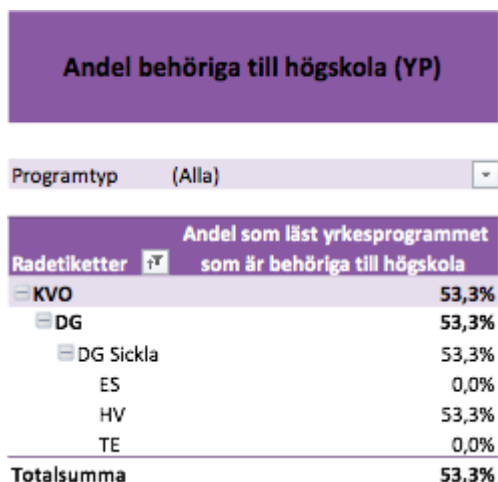 Andel behöriga till högskola (YP)
Programtyp (Alla)
Andel som läst yrkesprogrammet
Radetiketter som är behöriga till högskola
KVO 53,3%
DG 53,3%
DG Sickla 53,3%
ES 0,0%
HV 53,3%
TE 0,0%
Totalsumma 53,3%